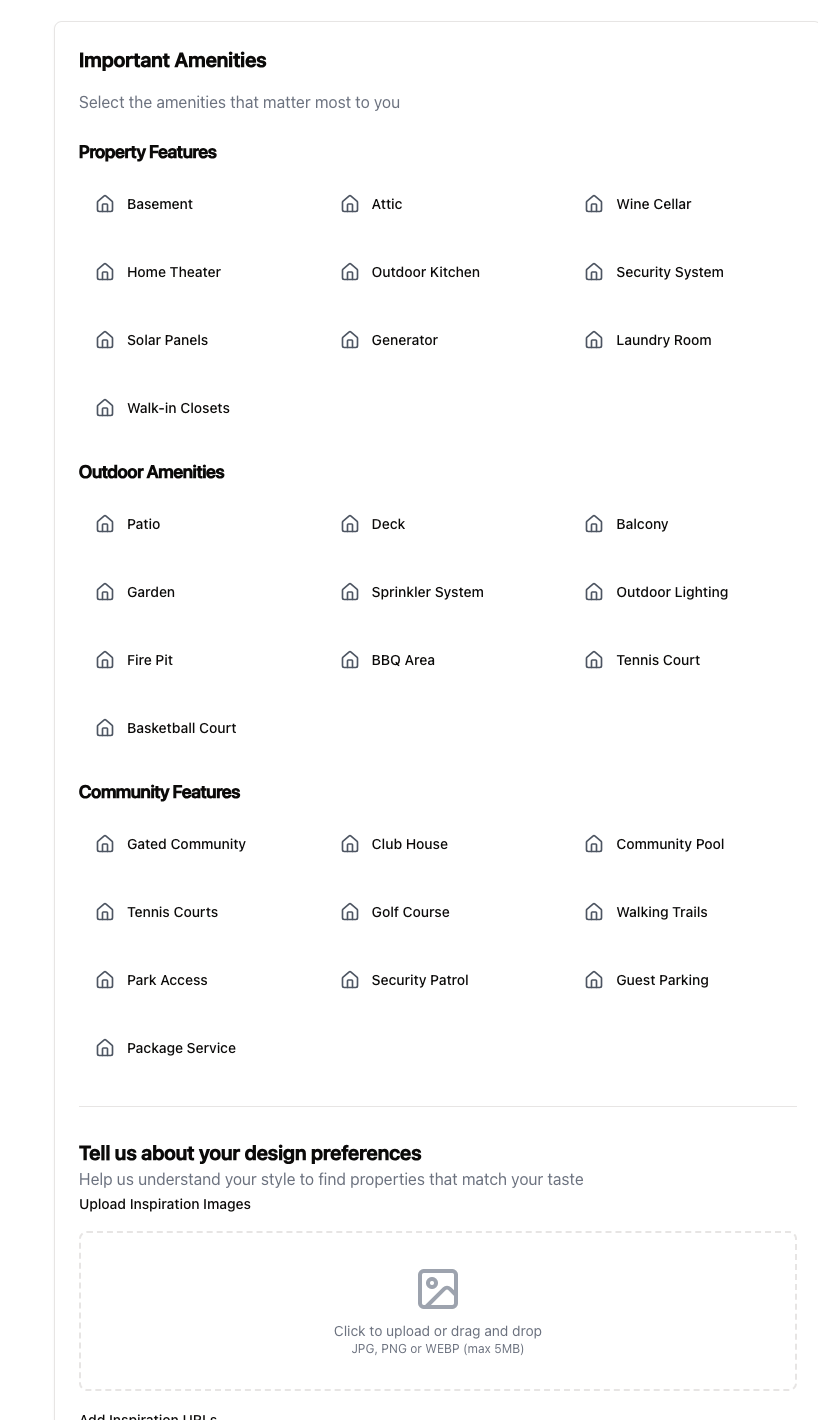 Important Amenities
Select the amenities that matter most to you
Property Features
Basement
Attic
Wine Cellar
Home Theater
Outdoor Kitchen
Security System
Solar Panels
Generator
Laundry Room
Walk-in Closets
Outdoor Amenities
Patio
Deck
Balcony
Garden
Sprinkler System
Outdoor Lighting
Fire Pit
BBQ Area
Tennis Court
Basketball Court
Community Features
Gated Community
Club House
Community Pool
Tennis Courts
Golf Course
Walking Trails
Park Access
Security Patrol
Guest Parking
Package Service
Tell us about your design preferences
Help us understand your style to find properties that match your taste
Upload Inspiration Images
Click to upload or drag and drop
JPG, PNG or WEBP (max 5MB)
Add Inspiration URLs